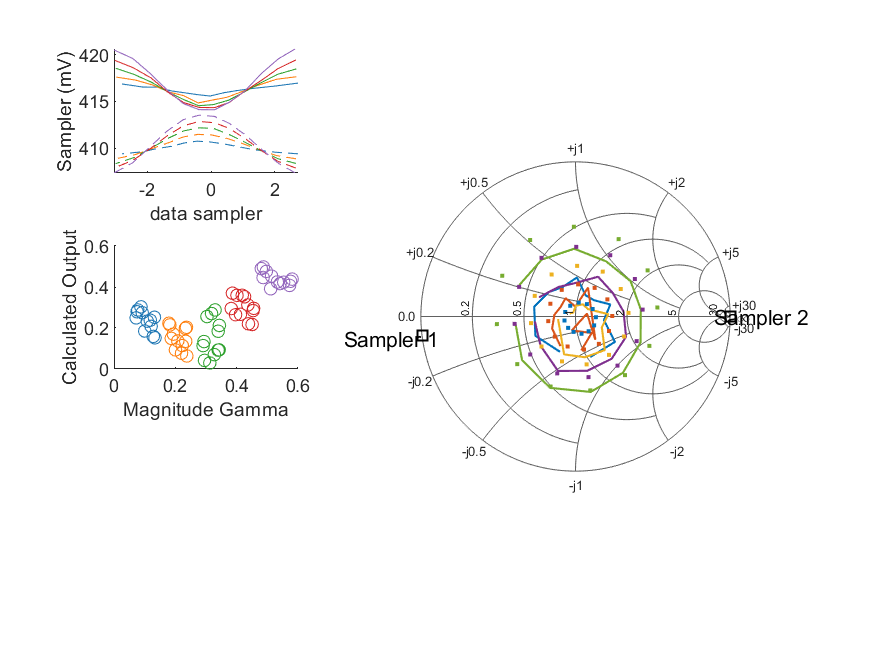 420
415
410
Sampler (mV)
-2 0 2
data sampler
0.6
0.4
0.2
0
Calculated Output
0 0.2 0.4 0.6
Magnitude Gamma
+j1
+j0.5 +j2
+j0.2 +j5
0.0 0.2 0.5 1 2 5 30 +j30
-j30
Sampler 1 Sampler 2
-j0.2 -j5
-j0.5 -j2
-j1